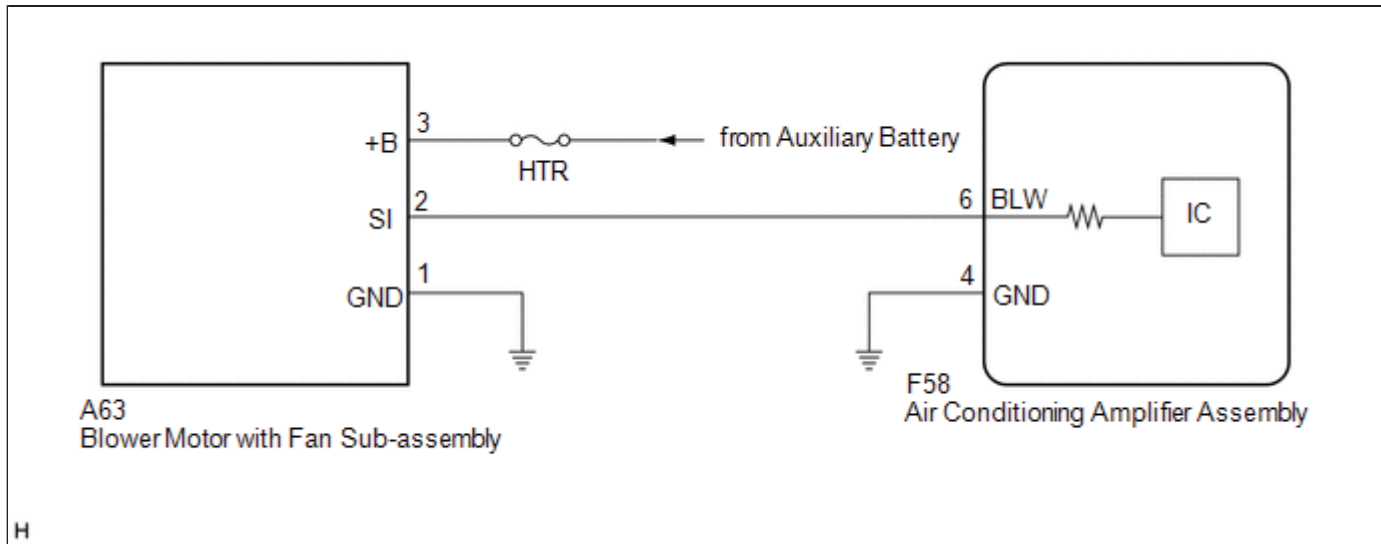 +B
3
HTR
from Auxiliary Battery
SI
2
6
BLW
IC
GND
1
4
GND
A63
Blower Motor with Fan Sub-assembly
F58
Air Conditioning Amplifier Assembly
H